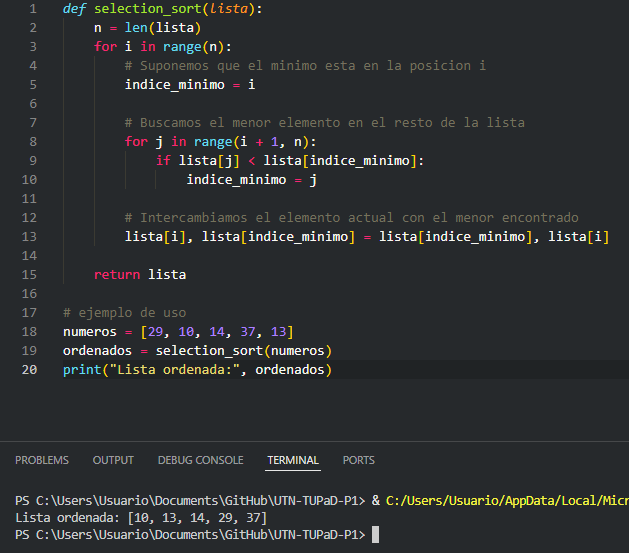 1 def selection_sort(lista):
2     n = len(lista)
3     for i in range(n):
4         # Suponemos que el minimo esta en la posicion i
5         indice_minimo = i
6
7         # Buscamos el menor elemento en el resto de la lista
8         for j in range(i + 1, n):
9             if lista[j] < lista[indice_minimo]:
10                 indice_minimo = j
11
12         # Intercambiamos el elemento actual con el menor encontrado
13         lista[i], lista[indice_minimo] = lista[indice_minimo], lista[i]
14
15     return lista
16
17 # ejemplo de uso
18 numeros = [29, 10, 14, 37, 13]
19 ordenados = selection_sort(numeros)
20 print("Lista ordenada:", ordenados)
PROBLEMS OUTPUT DEBUG CONSOLE TERMINAL PORTS
PS C:\Users\Usuario\Documents\GitHub\UTN-TUPaD-P1> & C:/Users/Usuario/AppData/Local/Micr
Lista ordenada: [10, 13, 14, 29, 37]
PS C:\Users\Usuario\Documents\GitHub\UTN-TUPaD-P1>